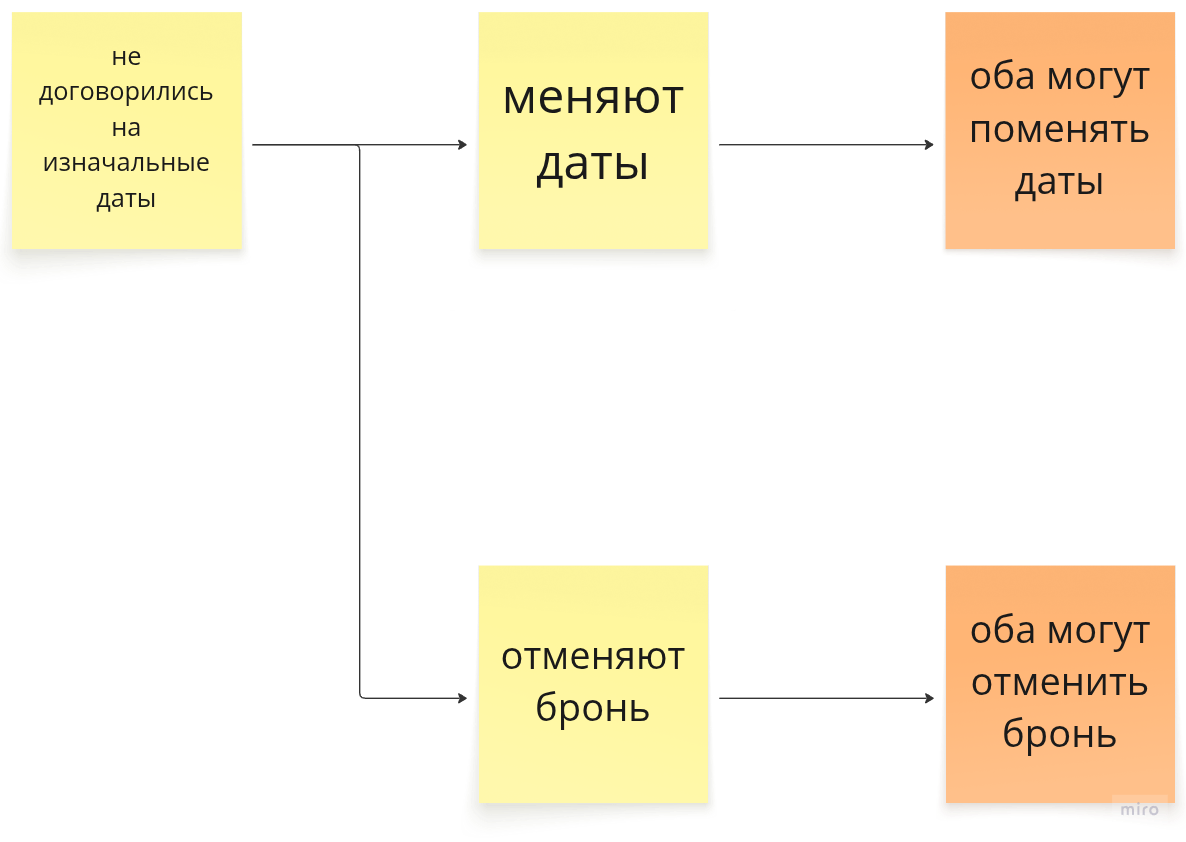 не
договорились
на
изначальные
даты
меняют
даты
оба могут
поменять
даты
отменяют
бронь
оба могут
отменить
бронь
miro